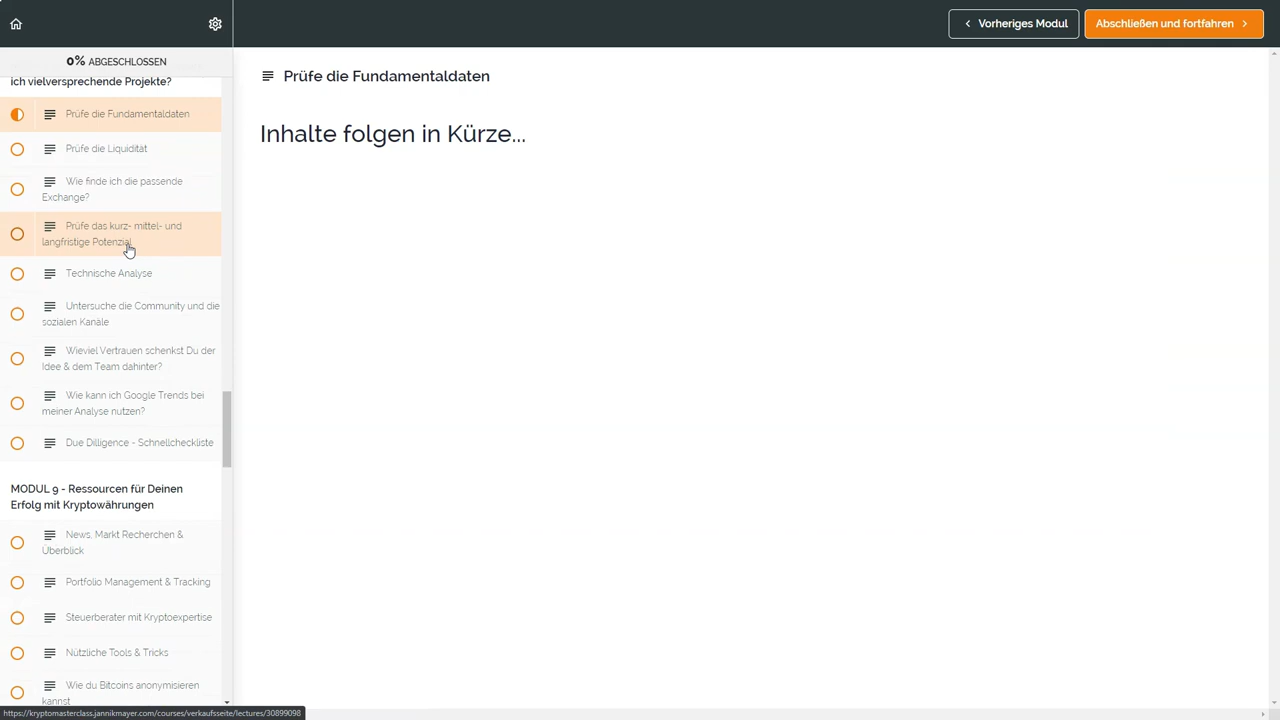 Vorheriges Modul
Abschließen und fortfahren
0% ABGESCHLOSSEN
ich vielversprechende Projekte?
Prüfe die Fundamentaldaten
Prüfe die Liquidität
Wie finde ich die passende
Exchange?
Prüfe das kurz- mittel- und
langfristige Potenzial
Technische Analyse
Untersuche die Community und die
sozialen Kanäle
Wieviel Vertrauen schenkst Du der
Idee & dem Team dahinter?
Wie kann ich Google Trends bei
meiner Analyse nutzen?
Due Dilligence - Schnellcheckliste
MODUL 9 - Ressourcen für Deinen
Erfolg mit Kryptowährungen
News, Markt Recherchen &
Überblick
Portfolio Management & Tracking
Steuerberater mit Kryptoexpertise
Nützliche Tools & Tricks
Wie du Bitcoins anonymisieren
kannst
https://kryptomasterclass.jannikmayer.com/courses/verkaufsseite/lectures/30899098
Prüfe die Fundamentaldaten
Inhalte folgen in Kürze...